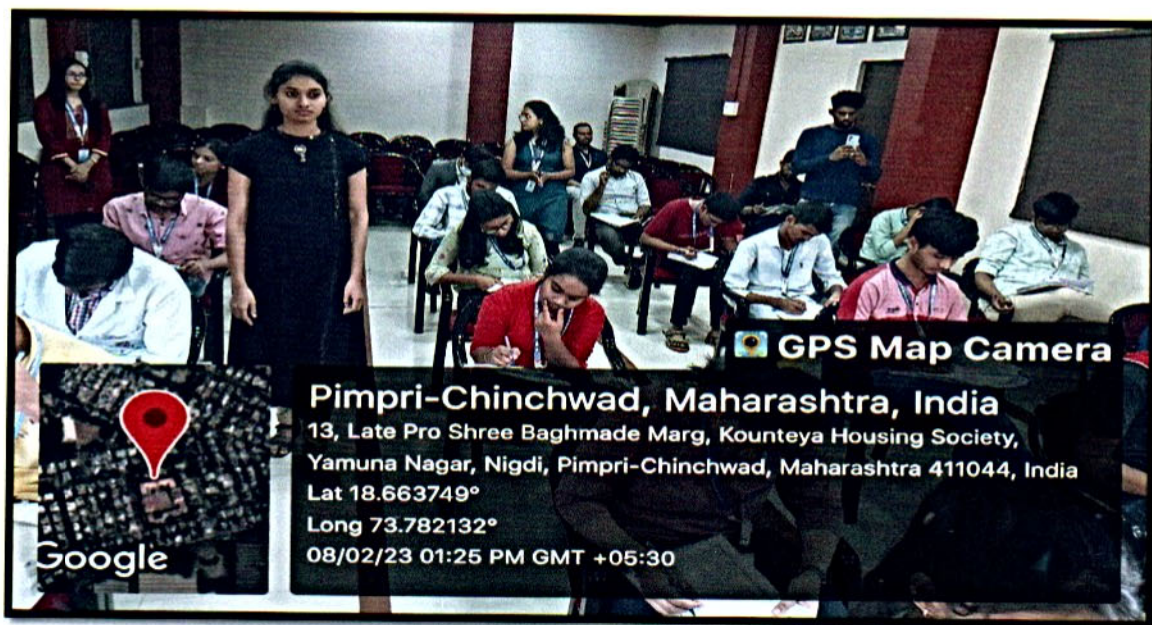 GPS Map Camera
Pimpri-Chinchwad, Maharashtra, India
13, Late Pro Shree Baghmade Marg, Kounteya Housing Society,
Yamuna Nagar, Nigdi, Pimpri-Chinchwad, Maharashtra 411044, India
Lat 18.663749°
Long 73.782132°
08/02/23 01:25 PM GMT +05:30
Google